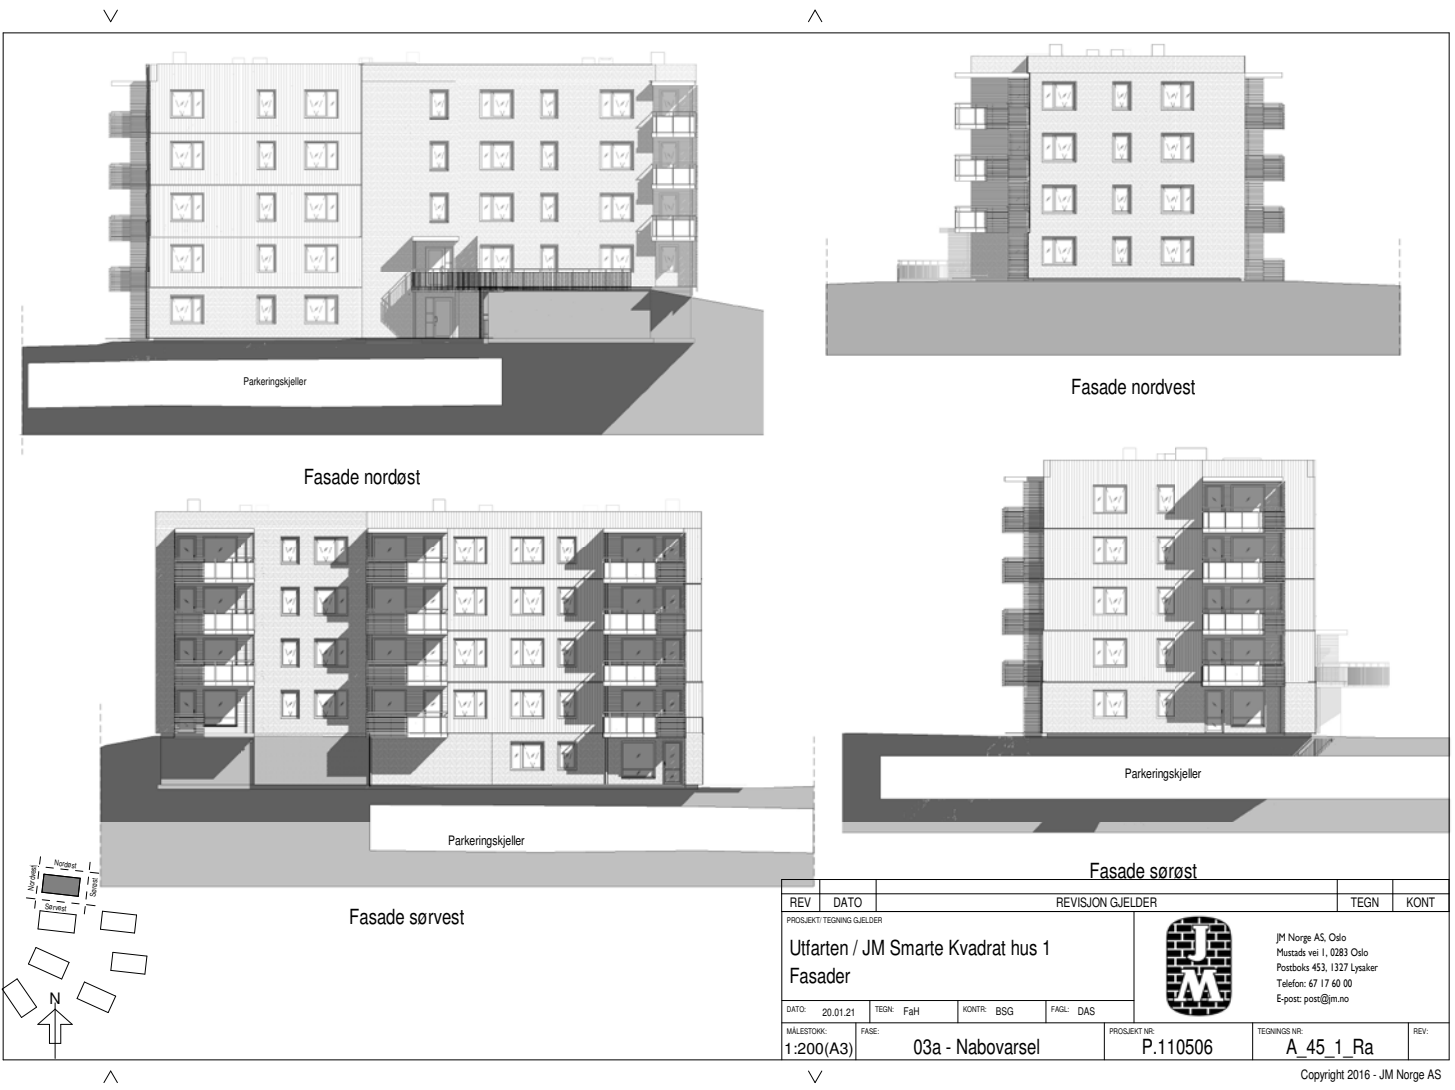 Parkeringskjeller
Fasade nordøst
Fasade nordvest
Parkeringskjeller
Fasade sørvest
Parkeringskjeller
Fasade sørøst
Nordøst
Nordvest
Sørøst
Sørvest
N
REV DATO REVISJON GJELDER TEGN KONT
PROSJEKT/ TEGNING GJELDER
Utfarten / JM Smarte Kvadrat hus 1
Fasader
JM
JM Norge AS, Oslo
Mustads vei 1, 0283 Oslo
Postboks 453, 1327 Lysaker
Telefon: 67 17 60 00
E-post: post@jm.no
DATO: 20.01.21 TEGN: FaH KONTR: BSG FAGL: DAS
MÅLESTOKK: FASE: PROSJEKT NR: TEGNINGS NR: REV:
1:200(A3) 03a - Nabovarsel P.110506 A_45_1_Ra
Copyright 2016 - JM Norge AS